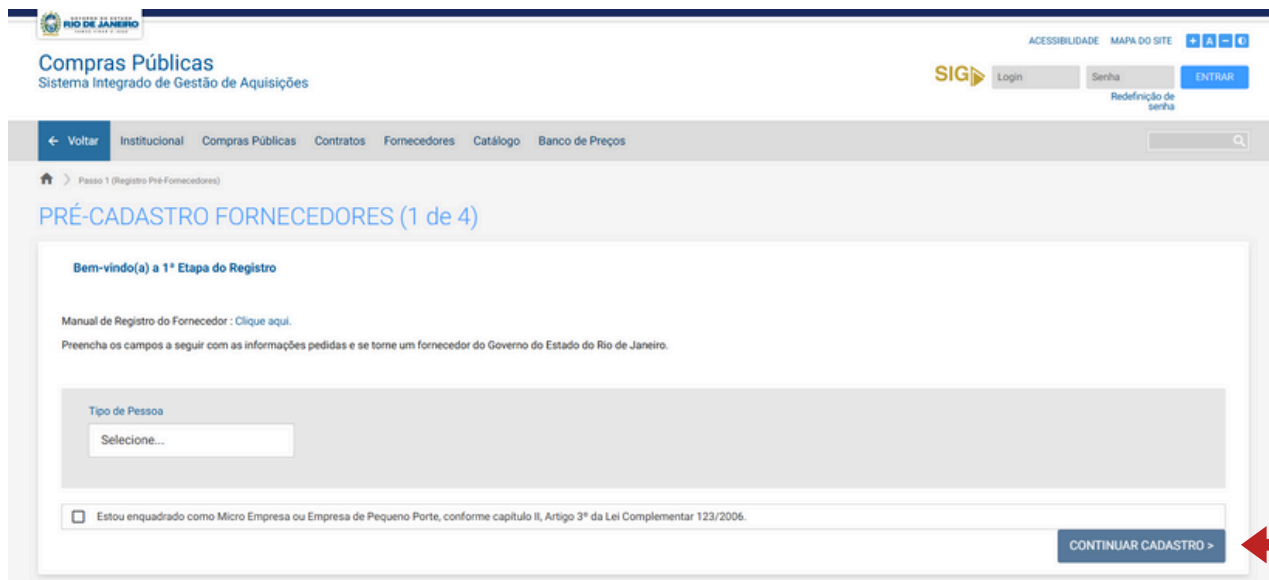 GOVERNO DO ESTADO
RIO DE JANEIRO
ACESSIBILIDADE MAPA DO SITE + A -
Compras Públicas
Sistema Integrado de Gestão de Aquisições
SIG Login Senha ENTRAR
Redefinição de
senha
← Voltar Institucional Compras Públicas Contratos Fornecedores Catálogo Banco de Preços
Passo 1 (Registro Pré-Fornecedores)
PRÉ-CADASTRO FORNECEDORES (1 de 4)
Bem-vindo(a) a 1ª Etapa do Registro
Manual de Registro do Fornecedor : Clique aqui.
Preencha os campos a seguir com as informações pedidas e se torne um fornecedor do Governo do Estado do Rio de Janeiro.
Tipo de Pessoa
Selecione...
Estou enquadrado como Micro Empresa ou Empresa de Pequeno Porte, conforme capítulo II, Artigo 3º da Lei Complementar 123/2006.
CONTINUAR CADASTRO >